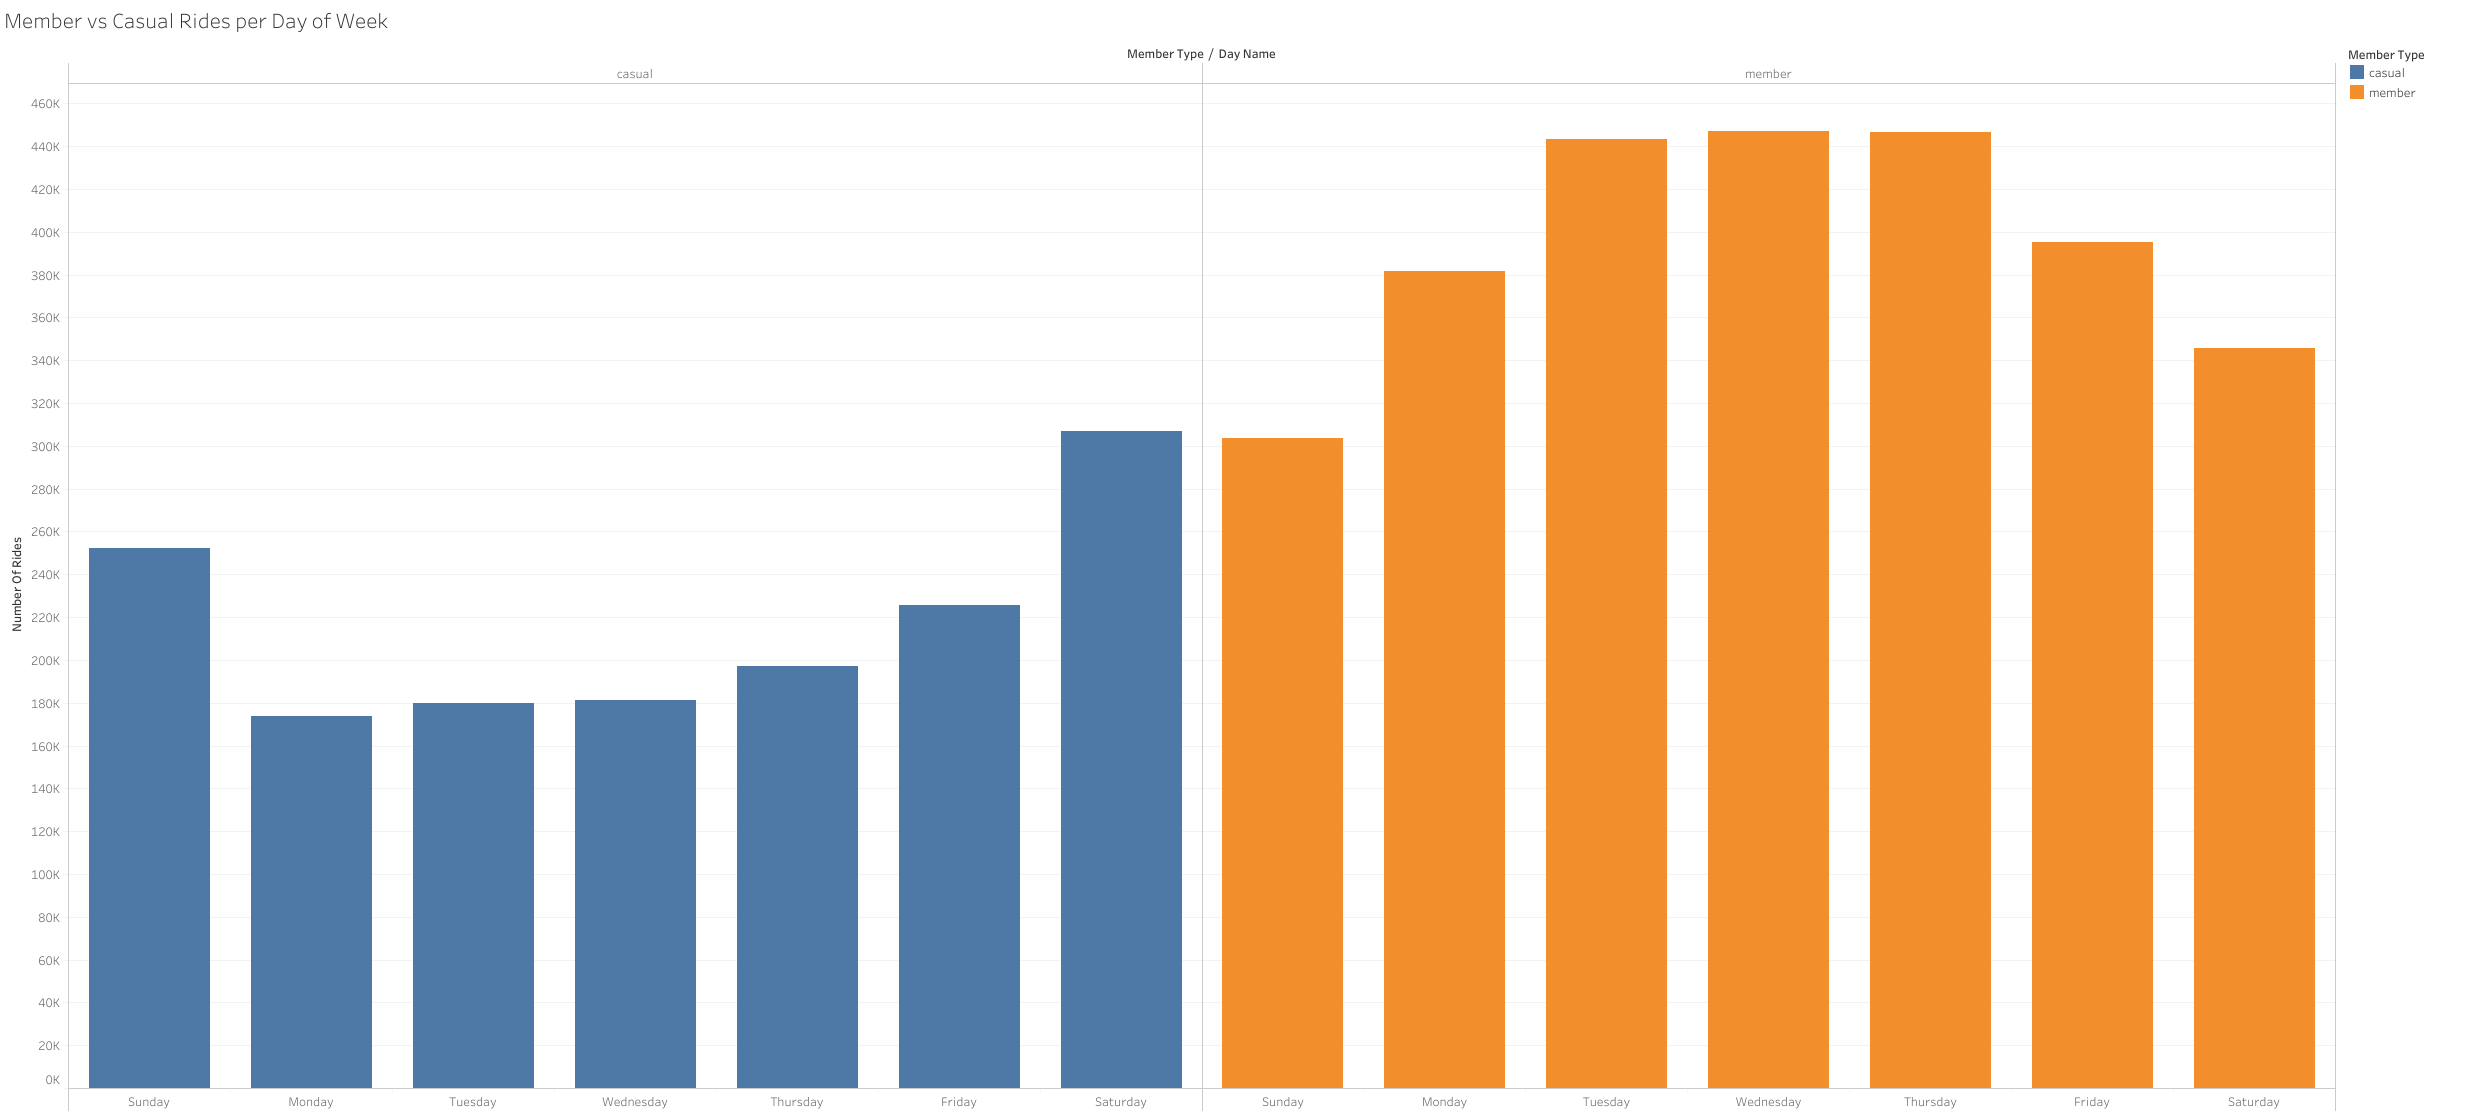 Member vs Casual Rides per Day of Week
Member Type / Day Name
casual
member
Member Type
casual
member
Number Of Rides
460K
440K
420K
400K
380K
360K
340K
320K
300K
280K
260K
240K
220K
200K
180K
160K
140K
120K
100K
80K
60K
40K
20K
0K
Sunday Monday Tuesday Wednesday Thursday Friday Saturday Sunday Monday Tuesday Wednesday Thursday Friday Saturday